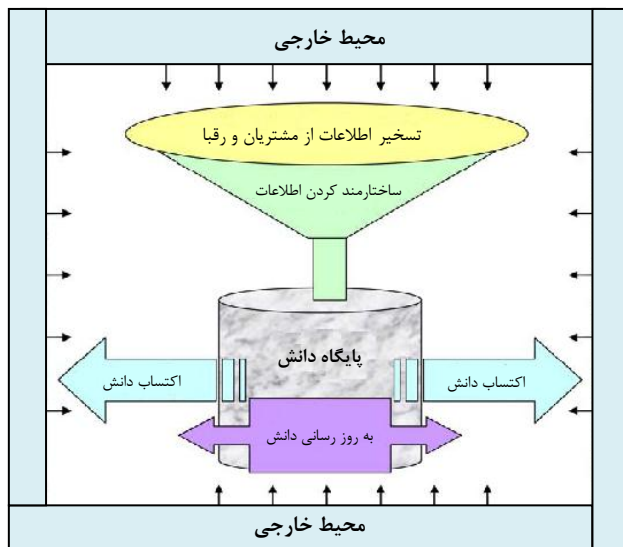 محیط خارجی
تسخیر اطلاعات از مشتریان و رقبا
ساختارمند کردن اطلاعات
پایگاه دانش
اکتساب دانش
اکتساب دانش
به روز رسانی دانش
محیط خارجی